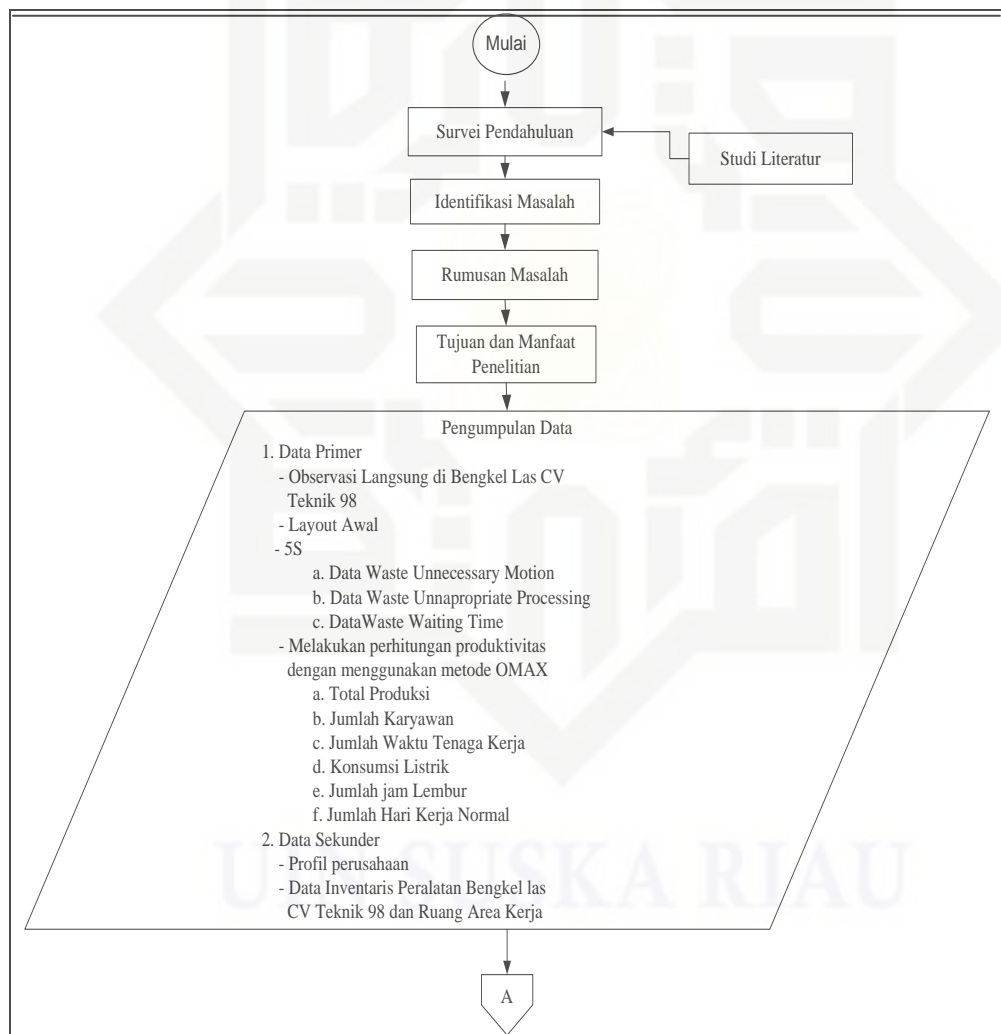 Mulai
Survei Pendahuluan
Studi Literatur
Identifikasi Masalah
Rumusan Masalah
Tujuan dan Manfaat
Penelitian
Pengumpulan Data
1. Data Primer
- Observasi Langsung di Bengkel Las CV
Teknik 98
- Layout Awal
- 5S
a. Data Waste Unnecessary Motion
b. Data Waste Unnapropriate Processing
c. DataWaste Waiting Time
- Melakukan perhitungan produktivitas
dengan menggunakan metode OMAX
a. Total Produksi
b. Jumlah Karyawan
c. Jumlah Waktu Tenaga Kerja
d. Konsumsi Listrik
e. Jumlah jam Lembur
f. Jumlah Hari Kerja Normal
2. Data Sekunder
- Profil perusahaan
- Data Inventaris Peralatan Bengkel las
CV Teknik 98 dan Ruang Area Kerja
UIN SUSKA RIAU
A